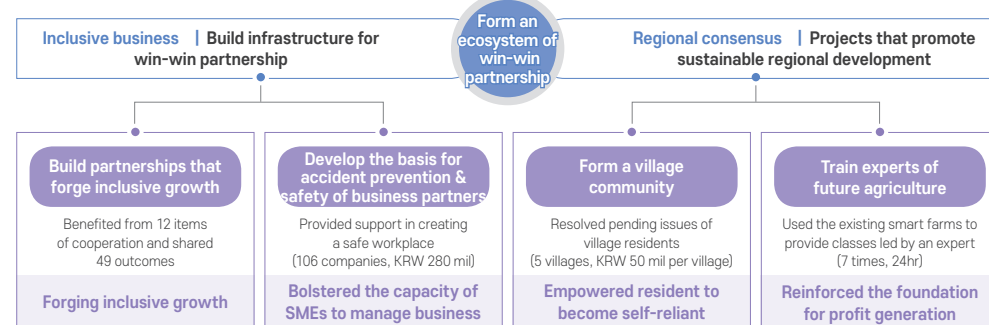 Form an
ecosystem of
win-win
partnership
Inclusive business | Build infrastructure for
win-win partnership
Regional consensus | Projects that promote
sustainable regional development
Build partnerships that
forge inclusive growth
Benefited from 12 items
of cooperation and shared
49 outcomes
Forging inclusive growth
Develop the basis for
accident prevention &
safety of business partners
Provided support in creating
a safe workplace
(106 companies, KRW 280 mil)
Bolstered the capacity of
SMEs to manage business
Form a village
community
Resolved pending issues of
village residents
(5 villages, KRW 50 mil per village)
Empowered resident to
become self-reliant
Train experts of
future agriculture
Used the existing smart farms to
provide classes led by an expert
(7 times, 24hr)
Reinforced the foundation
for profit generation